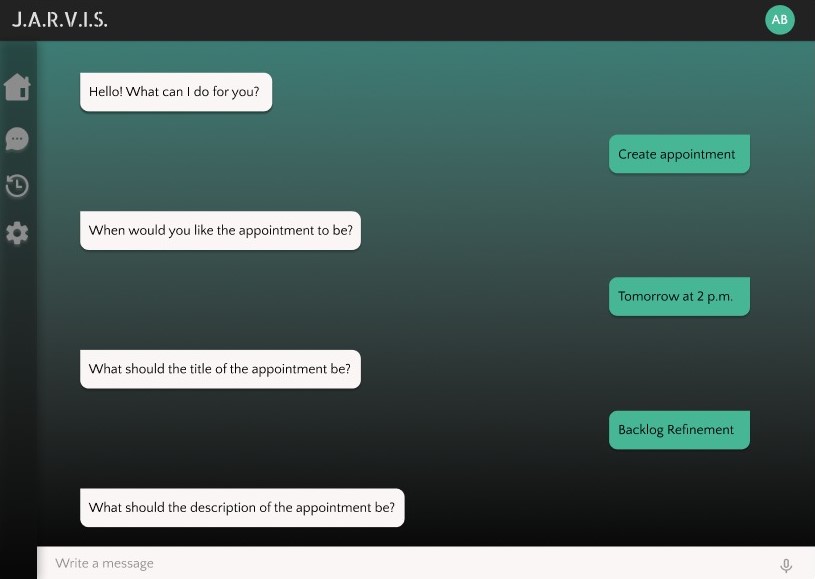 J.A.R.V.I.S.
AB
Hello! What can I do for you?
Create appointment
When would you like the appointment to be?
Tomorrow at 2 p.m.
What should the title of the appointment be?
Backlog Refinement
What should the description of the appointment be?
Write a message